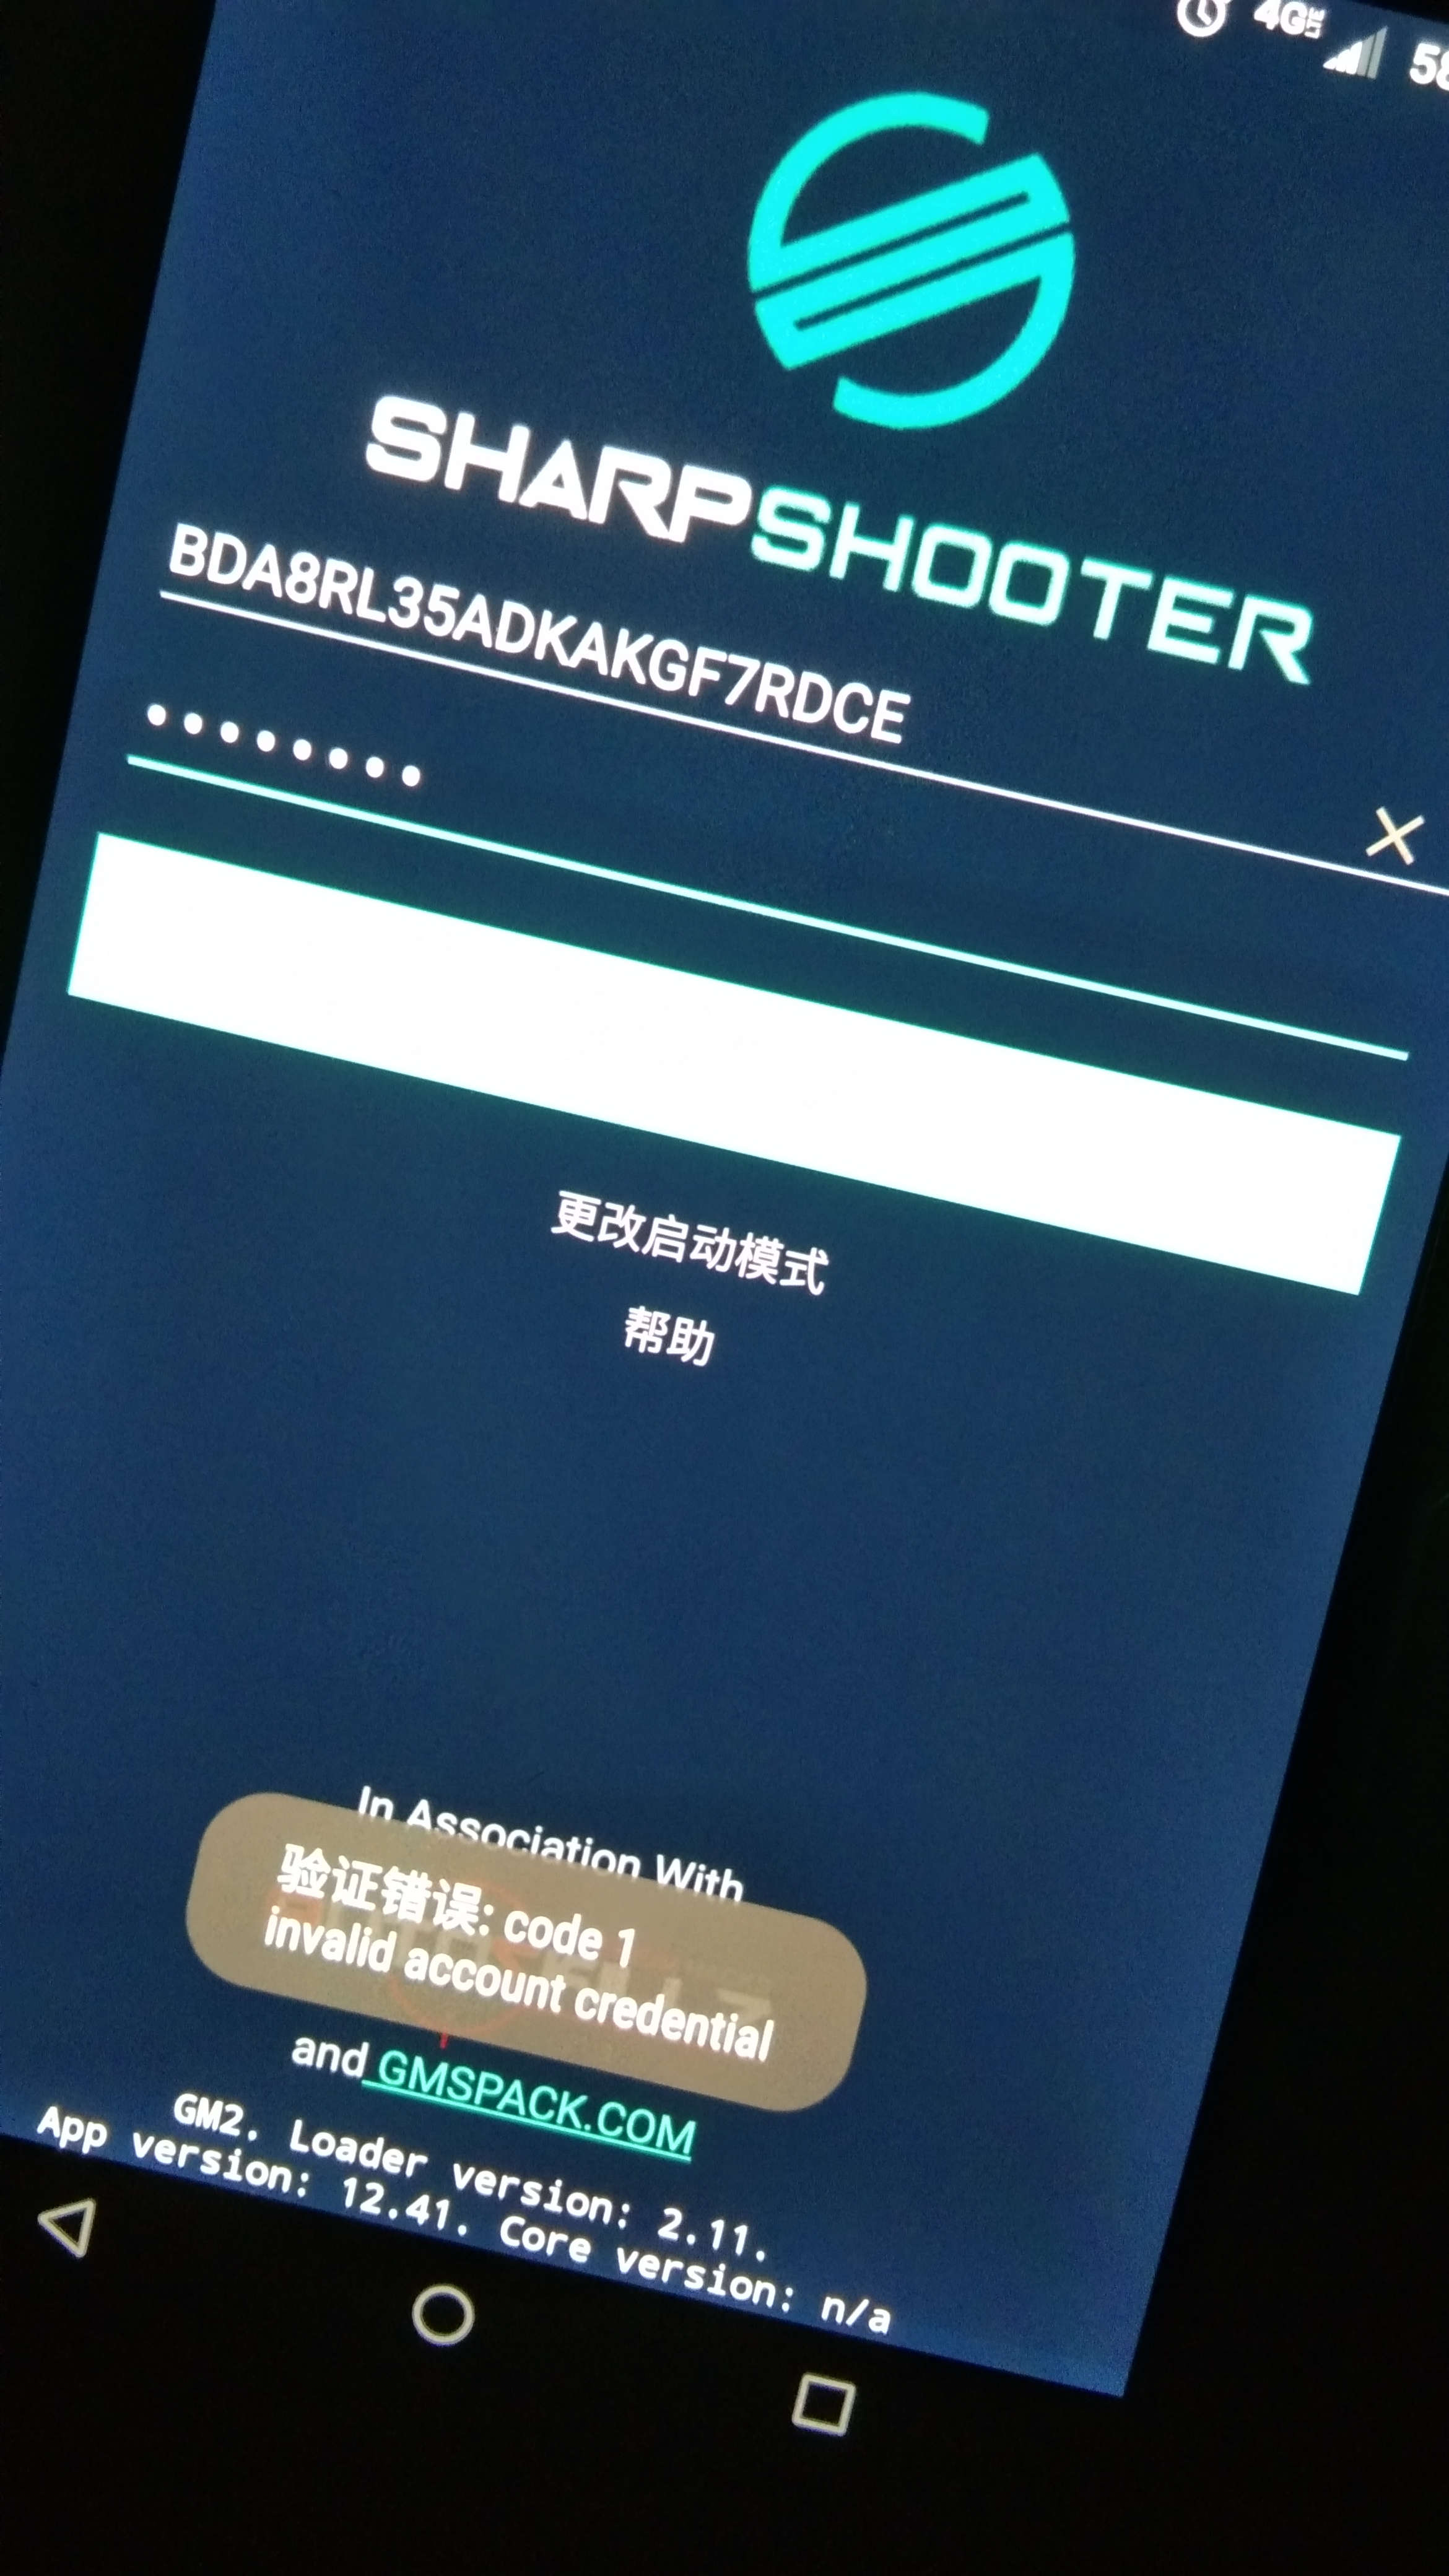 4G LTE
58
SHARPSHOOTER
BDA8RL35ADKAKGF7RDCE
更改启动模式
帮助
In Association With
验证错误: code 1
invalid account credential
and GMSPACK.COM
GM2. Loader version: 2.11.
App version: 12.41. Core version: n/a